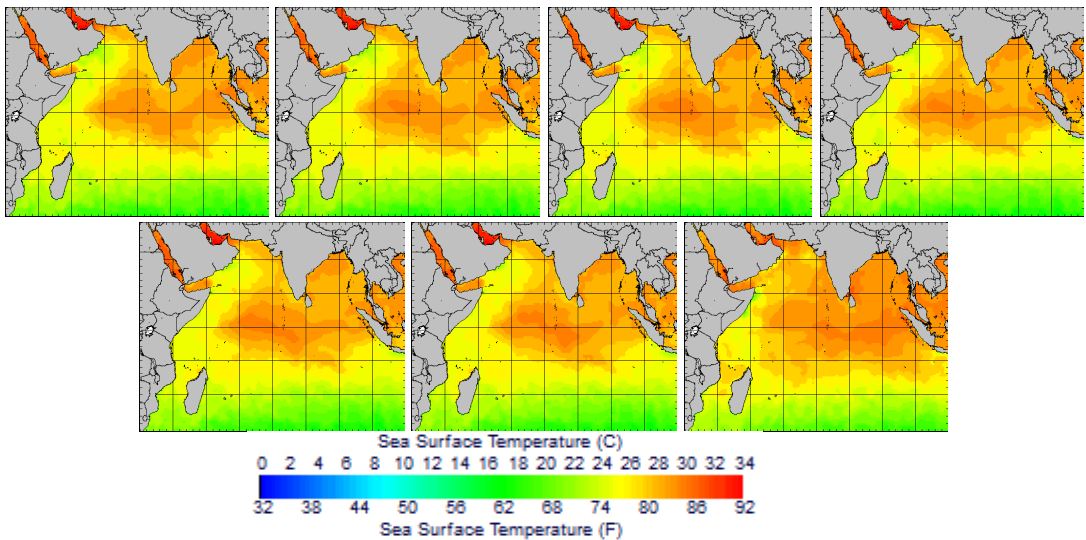 Sea Surface Temperature (C)
0 2 4 6 8 10 12 14 16 18 20 22 24 26 28 30 32 34
32 38 44 50 56 62 68 74 80 86 92
Sea Surface Temperature (F)